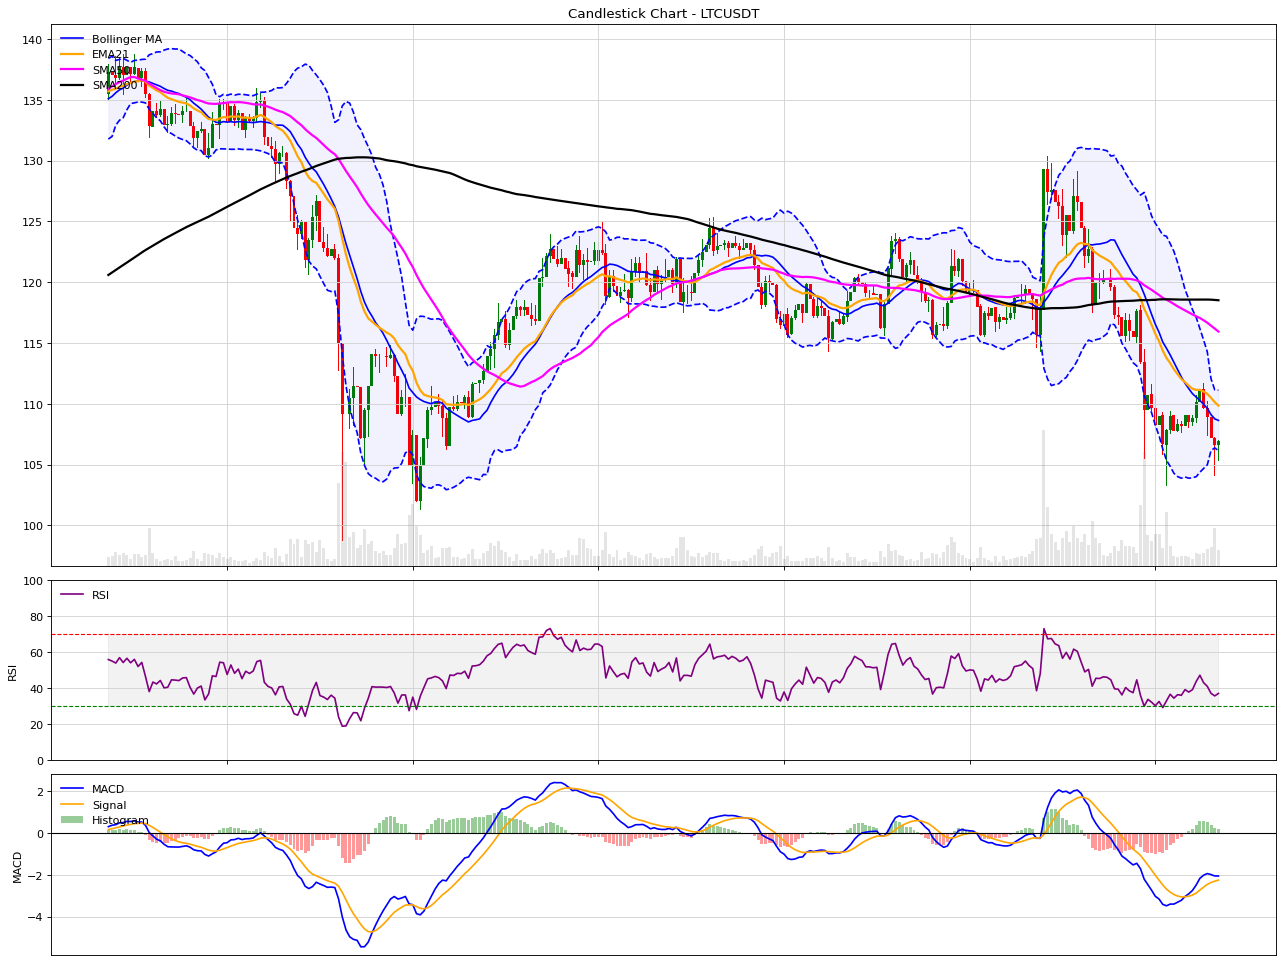 Candlestick Chart - LTCUSDT
Bollinger MA
EMA21
SMA50
SMA200
140
135
130
125
120
115
110
105
100
RSI
100
80
60
40
20
0
RSI
MACD
Signal
Histogram
2
0
−2
−4
MACD